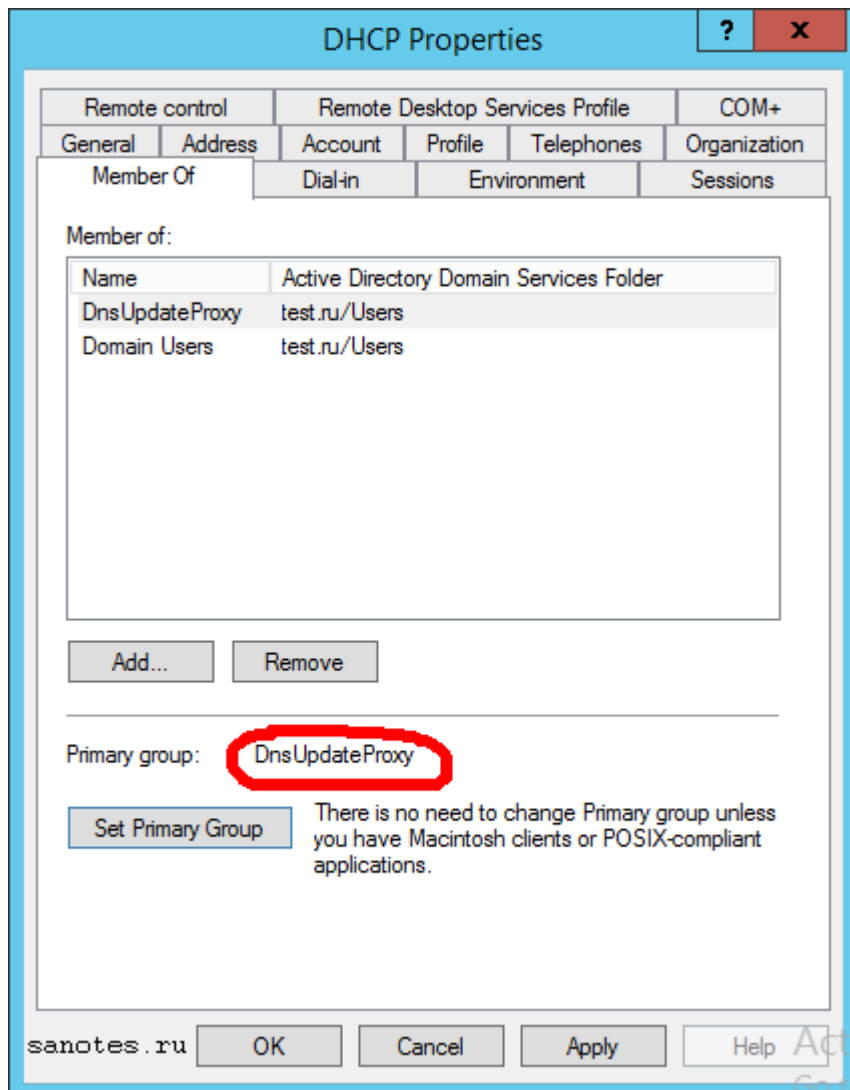 DHCP Properties
? x
Remote control Remote Desktop Services Profile COM+
General Address Account Profile Telephones Organization
Member Of Dial-in Environment Sessions
Member of:
Name Active Directory Domain Services Folder
DnsUpdateProxy test.ru/Users
Domain Users test.ru/Users
Add... Remove
Primary group: DnsUpdateProxy
Set Primary Group
There is no need to change Primary group unless
you have Macintosh clients or POSIX-compliant
applications.
sanotes.ru OK Cancel Apply Help Act